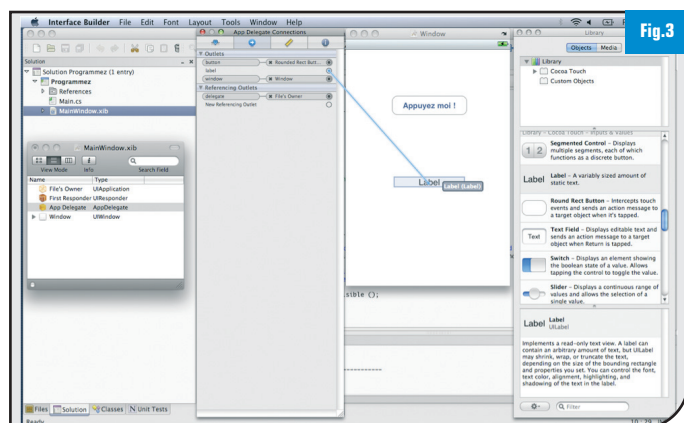 Interface Builder File Edit Font Layout Tools Window Help
Fig.3
App Delegate Connections
Window
Library
Solution
Solution Programmez (1 entry)
Programmez
References
Main.cs
MainWindow.xib
Outlets
button
Rounded Rect Butt...
label
window
Window
Referencing Outlets
delegate
File's Owner
New Referencing Outlet
MainWindow.xib
View Mode Info Search Field
Name Type
File's Owner UIApplication
First Responder UIResponder
App Delegate AppDelegate
Window UIWindow
Appuyez moi !
Label
Label (Label)
isible ();
Objects Media
Library
Cocoa Touch
Custom Objects
Library - Cocoa Touch - Inputs & Values
1 2
Segmented Control - Displays
multiple segments, each of which
functions as a discrete button.
Label
Label - A variably sized amount of
static text.
Round Rect Button - Intercepts touch
events and sends an action message to
a target object when it's tapped.
Text
Text Field - Displays editable text and
sends an action message to a target
object when Return is tapped.
Switch - Displays an element showing
the boolean state of a value. Allows
tapping the control to toggle the value.
Slider - Displays a continuous range of
values and allows the selection of a
single value.
Label
Label
UILabel
Implements a read-only text view. A label can
contain an arbitrary amount of text, but UILabel
may shrink, wrap, or truncate the text,
depending on the size of the bounding rectangle
and properties you set. You can control the font,
text color, alignment, highlighting, and
shadowing of the text in the label.
Filter
Files Solution Classes Unit Tests
Ready